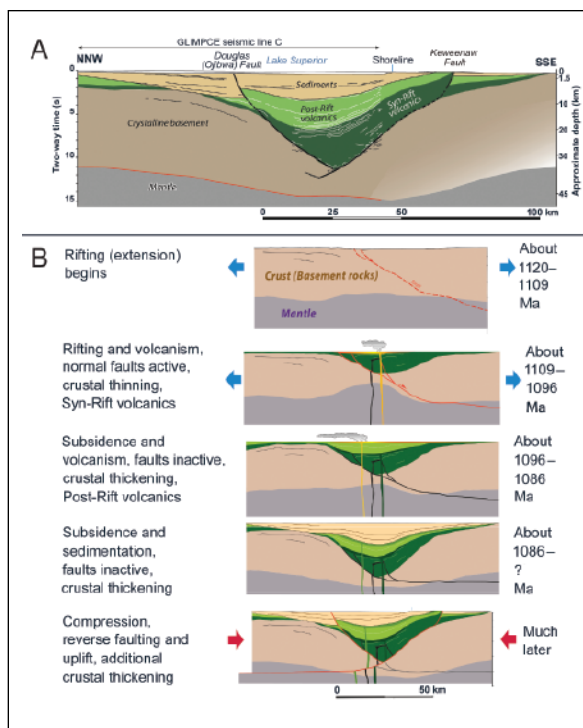 A
GLIMPCE seismic line C
NNW
Douglas
(Ojbwa) Fault
Lake Superior
Shoreline
Keweenaw
Fault
SSE
Two-way time (s)
0
5
10
15
Sediments
Post-Rift
volcanics
Syn-Rift
volcanics
Crystalline basement
Mantle
0
1.5
10
20
34
45
Approximate depth (km)
0 25 50 100 km
B
Rifting (extension)
begins
Crust (Basement rocks)
Mentle
About
1120–
1109
Ma
Rifting and volcanism,
normal faults active,
crustal thinning,
Syn-Rift volcanics
About
1109–
1096
Ma
Subsidence and
volcanism, faults inactive,
crustal thickening,
Post-Rift volcanics
About
1096–
1086
Ma
Subsidence and
sedimentation,
faults inactive,
crustal thickening
About
1086–
?
Ma
Compression,
reverse faulting and
uplift, additional
crustal thickening
Much
later
0 50 km